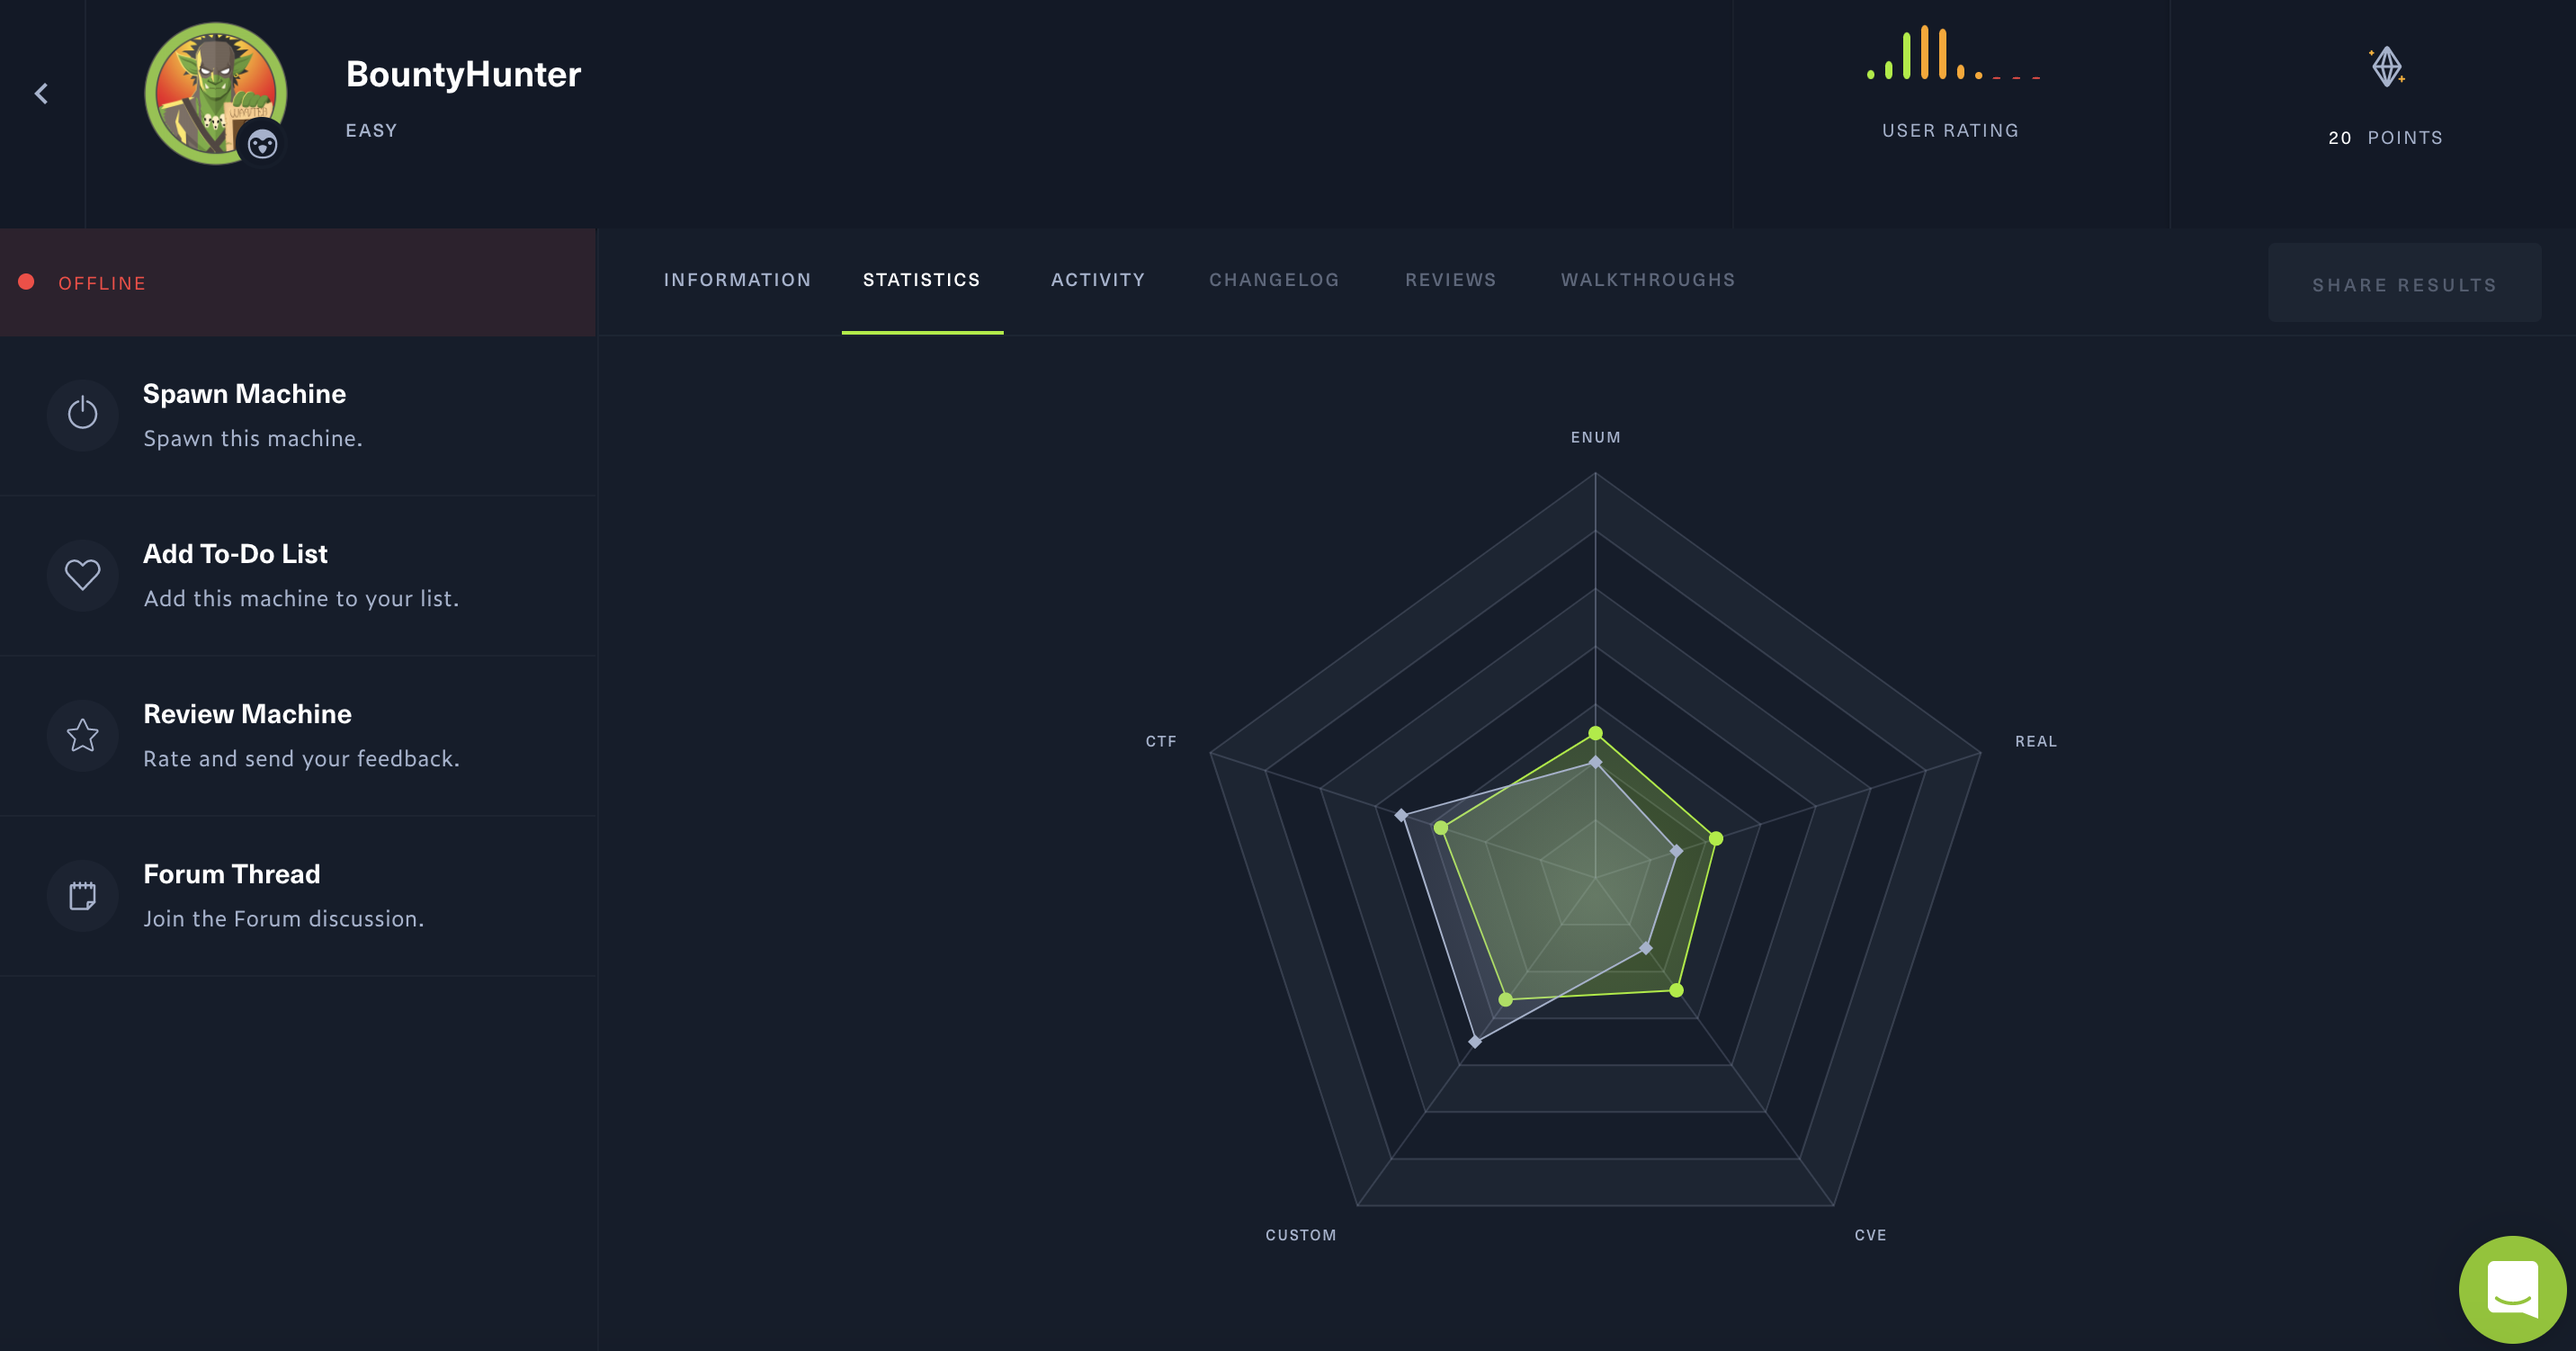 BountyHunter
EASY
USER RATING
20 POINTS
OFFLINE
INFORMATION STATISTICS ACTIVITY CHANGELOG REVIEWS WALKTHROUGHS
SHARE RESULTS
Spawn Machine
Spawn this machine.
Add To-Do List
Add this machine to your list.
Review Machine
Rate and send your feedback.
Forum Thread
Join the Forum discussion.
ENUM
CTF
REAL
CUSTOM
CVE